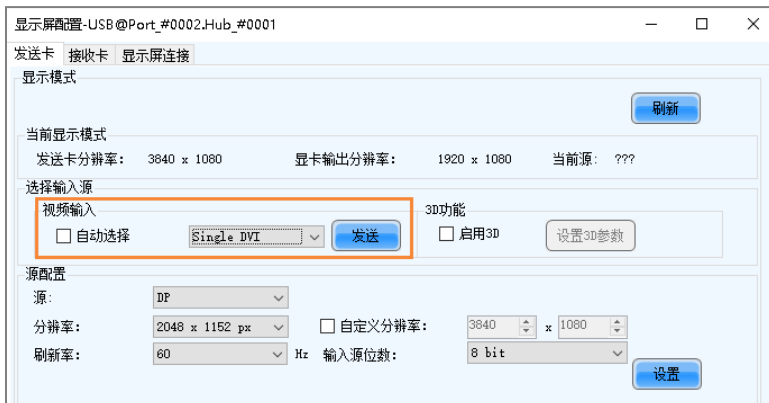 显示屏配置-USB@Port_#0002.Hub_#0001
发送卡 接收卡 显示屏连接
显示模式
刷新
当前显示模式
发送卡分辨率: 3840 x 1080 显卡输出分辨率: 1920 x 1080 当前源: ???
选择输入源
视频输入 3D功能
自动选择 Single DVI 发送 启用3D 设置3D参数
源配置
源: DP
分辨率: 2048 x 1152 px 自定义分辨率: 3840 x 1080
刷新率: 60 Hz 输入源位数: 8 bit
设置